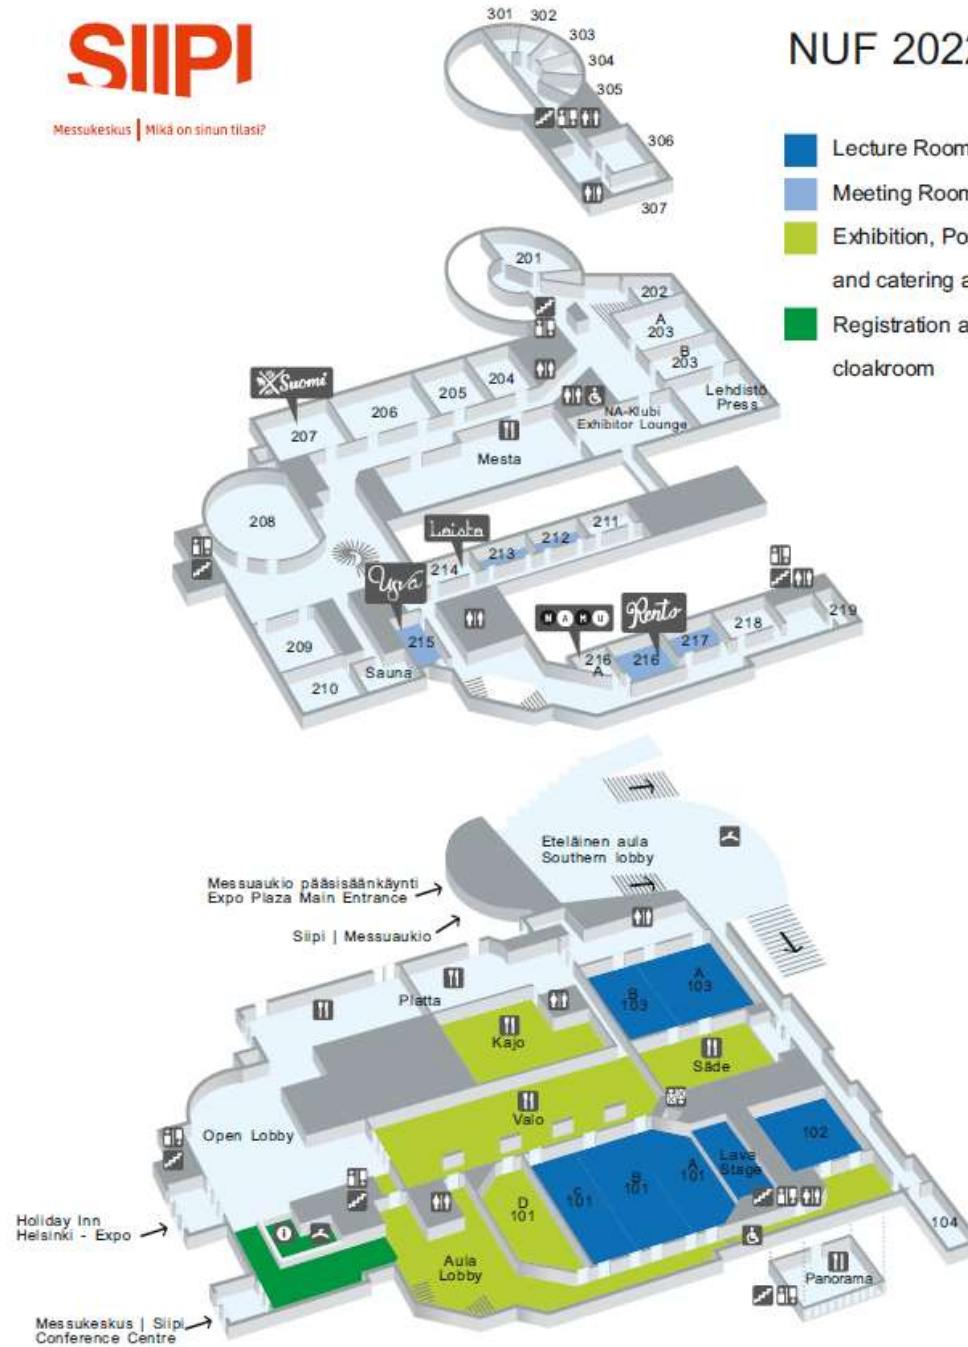 SIIPI
Messukeskus | Mikä on sinun tilasi?
NUF 2022
Lecture Room
Meeting Room
Exhibition, Po
and catering a
Registration a
cloakroom
301 302
303
304
305
306
307
201
202
A
203
B
203
Lehdistö
Press
Suomi
204
205
206
207
NA-Klubi
Exhibitor Lounge
Mesta
208
Loisto
211
212
213
214
Ysvä
215
NAMU
Rento
219
218
217
216
216
A
209
210
Sauna
Eteläinen aula
Southern lobby
Messuaukio pääsisäänkäynti
Expo Plaza Main Entrance
Siipi | Messuaukio
Platta
A
103
B
103
Kajo
Säde
Valo
Open Lobby
102
Lava
Stage
A
101
B
101
C
101
D
101
Holiday Inn
Helsinki - Expo
104
i
Aula
Lobby
Panorama
Messukeskus | Siipi
Conference Centre